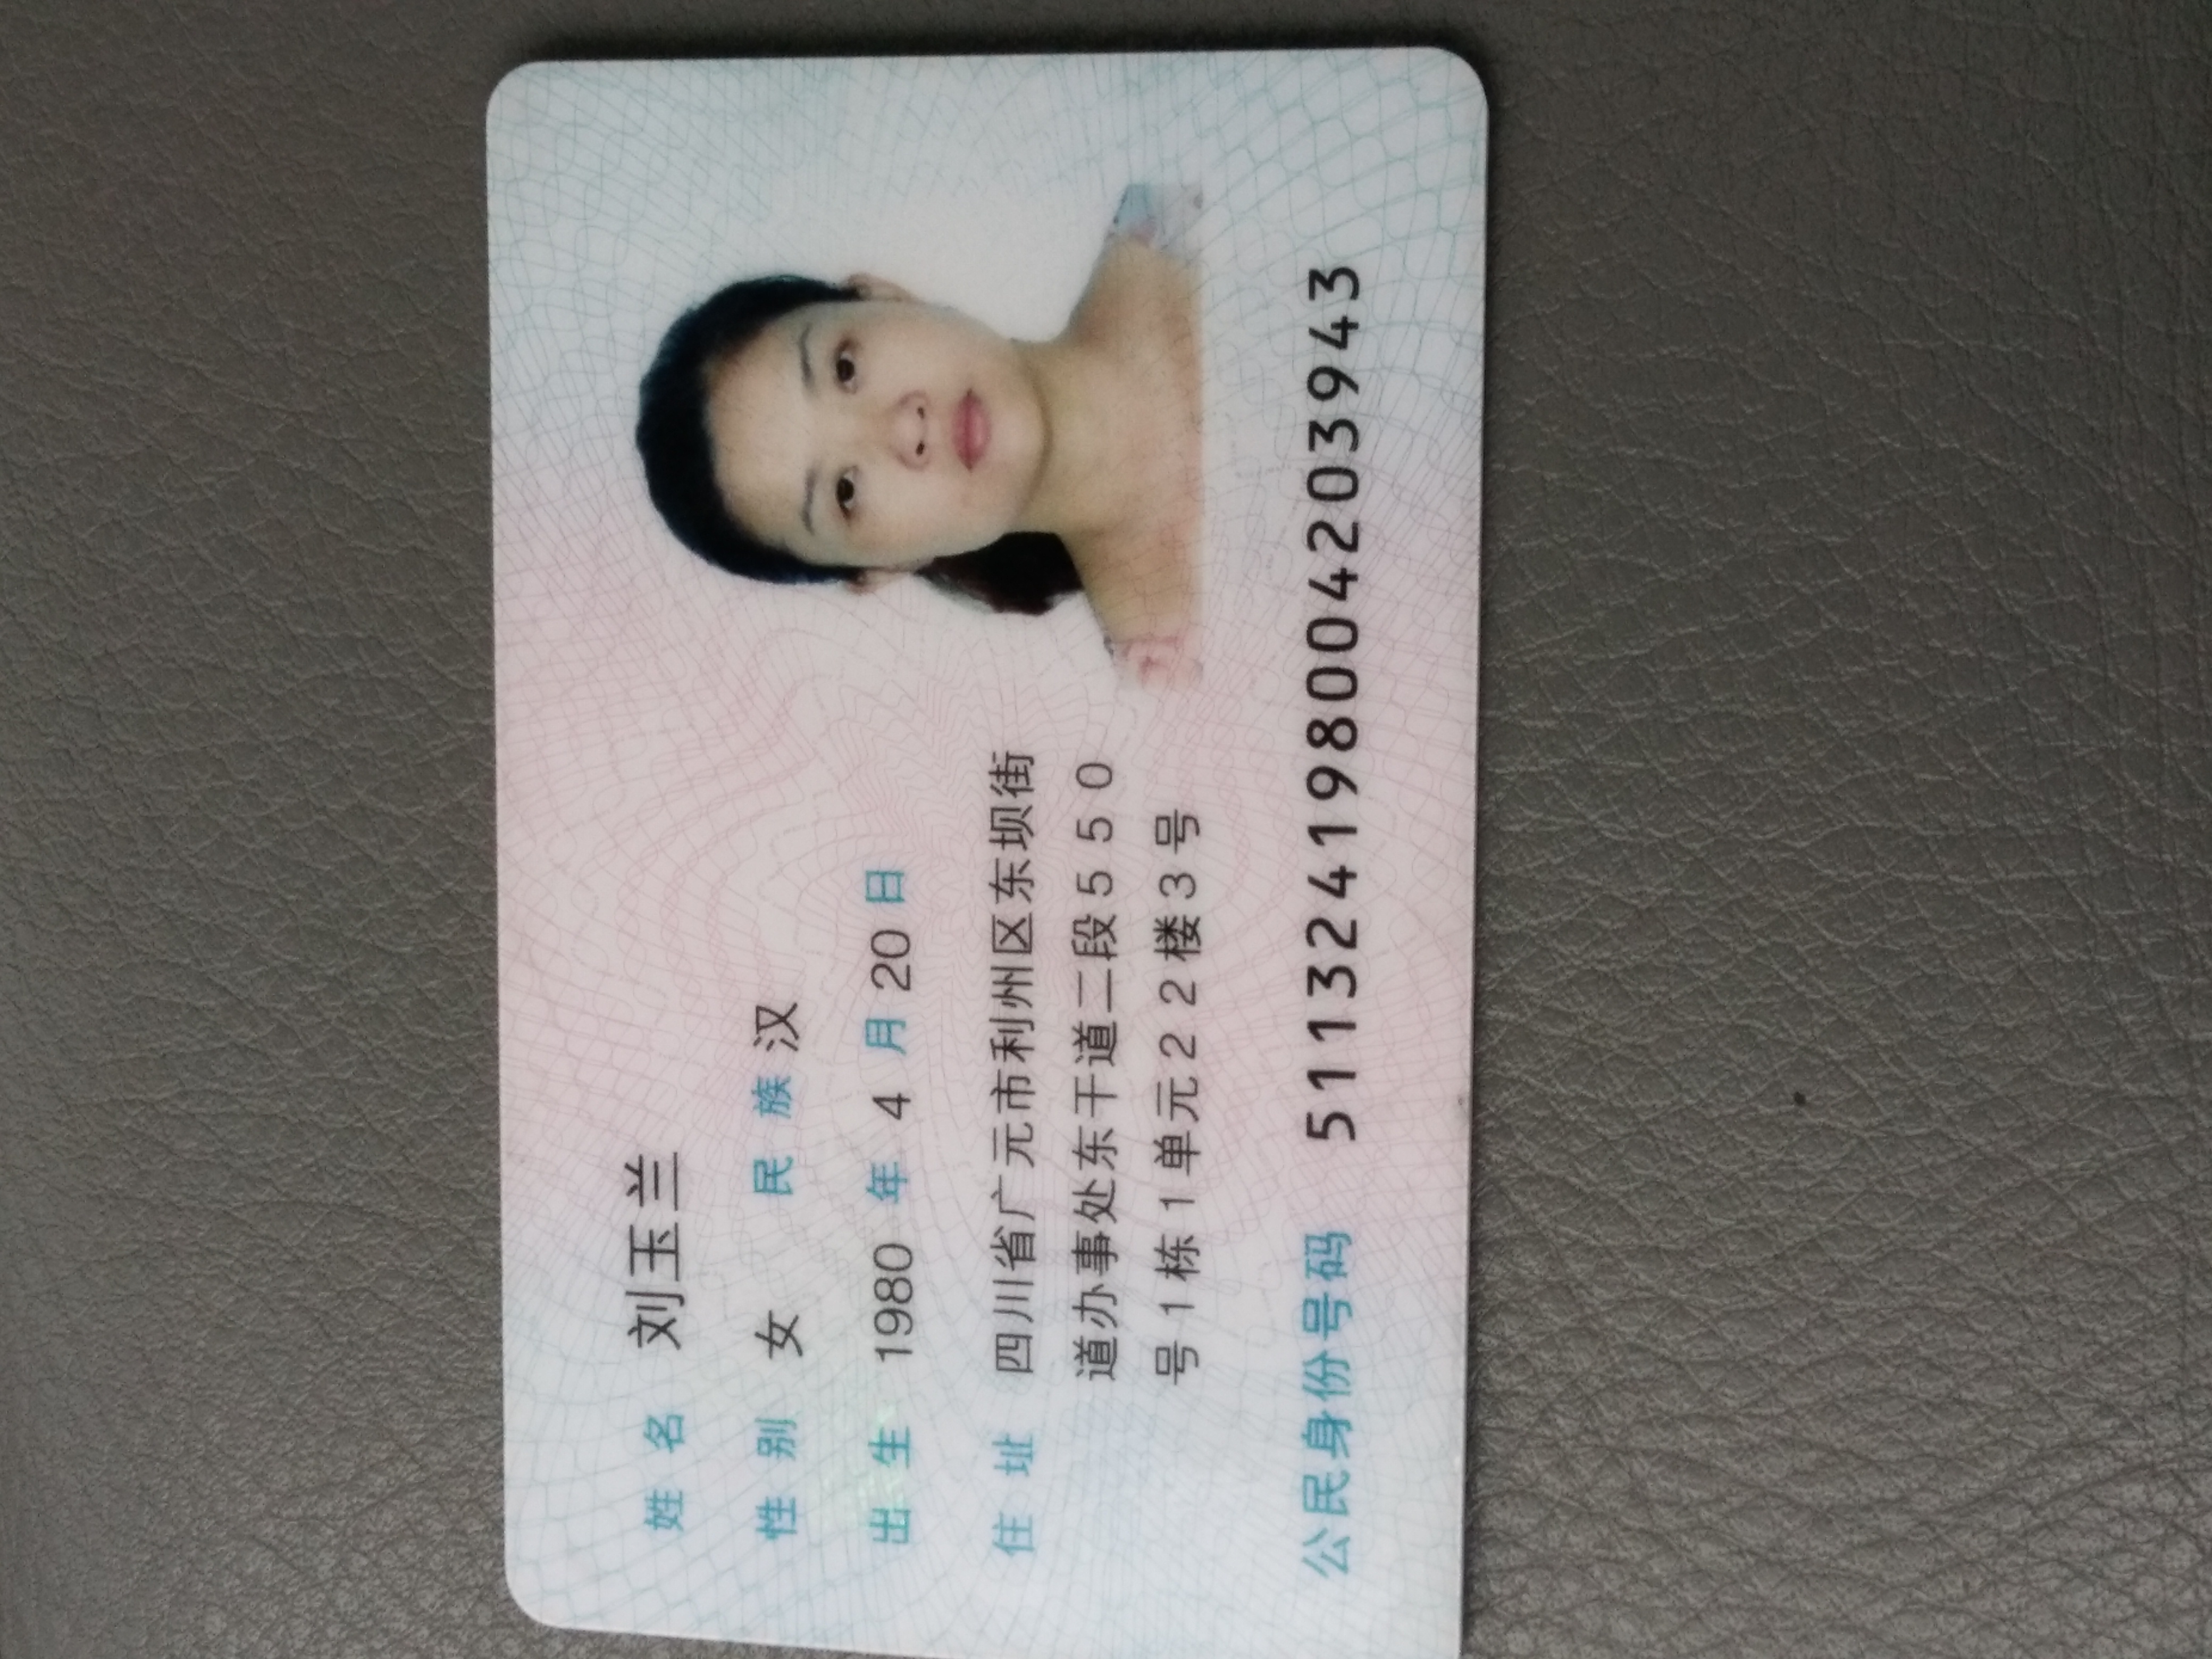 姓名 刘玉兰
性别 女 民族 汉
出生 1980 年 4 月 20 日
住址 四川省广元市利州区东坝街
道办事处东干道二段550
号1栋1单元22楼3号
公民身份号码 511324198004203943